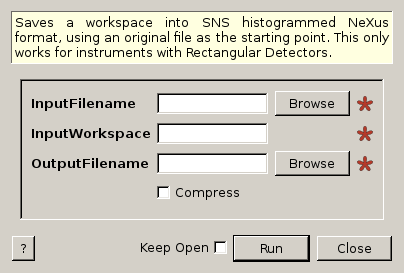 Saves a workspace into SNS histogrammed NeXus
format, using an original file as the starting point. This only
works for instruments with Rectangular Detectors.
InputFilename Browse *
InputWorkspace *
OutputFilename Browse *
Compress
? Keep Open Run Close